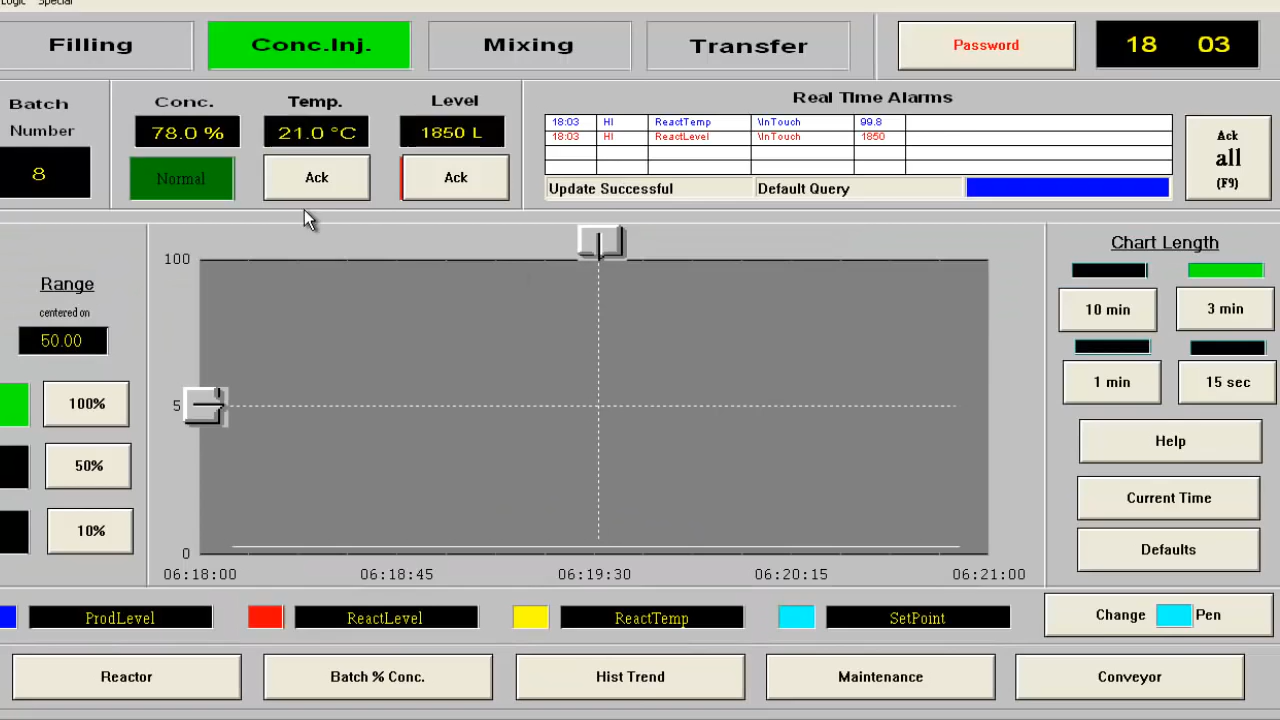 Logic Special
Filling Conc.Inj. Mixing Transfer Password 18 03
Batch
Number
8
Conc. Temp. Level
78.0 % 21.0 °C 1850 L
Normal Ack Ack
Real TIme Alarms
18:03 HI ReactTemp \InTouch 99.8
18:03 HI ReactLevel \InTouch 1850
Update Successful Default Query
Ack
all
(F9)
Range
centered on
50.00
100%
50%
10%
100
5
0
06:18:00 06:18:45 06:19:30 06:20:15 06:21:00
Chart Length
10 min 3 min
1 min 15 sec
Help
Current Time
Defaults
ProdLevel ReactLevel ReactTemp SetPoint Change Pen
Reactor Batch % Conc. Hist Trend Maintenance Conveyor